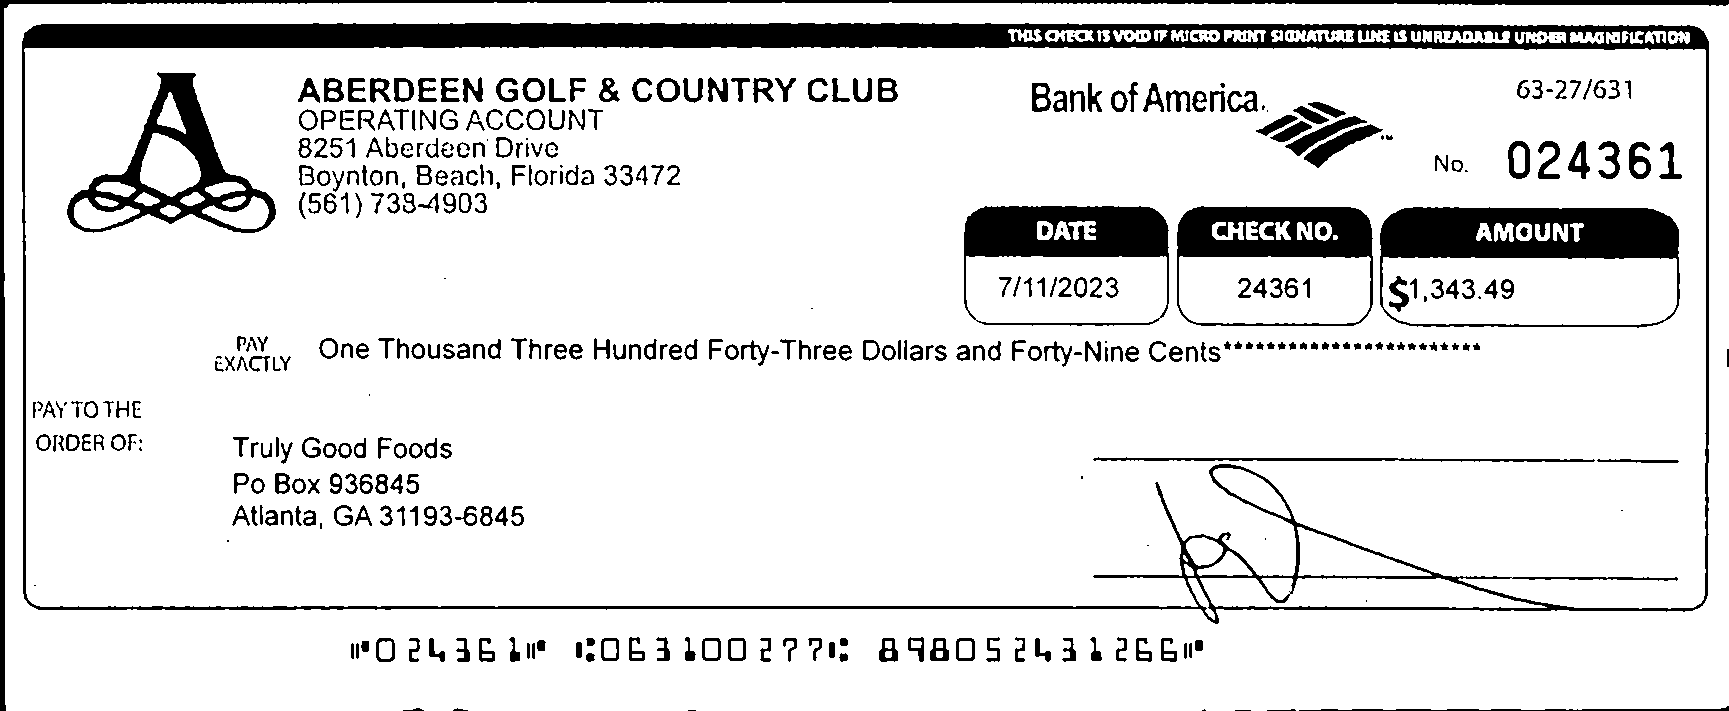 THIS CHECK IS VOID IF MICRO PRINT SIGNATURE LINE IS UNREADABLE UNDER MAGNIFICATION
ABERDEEN GOLF & COUNTRY CLUB
OPERATING ACCOUNT
8251 Aberdeen Drive
Boynton, Beach, Florida 33472
(561) 738-4903
Bank of America.
63-27/631
No. 024361
DATE CHECK NO. AMOUNT
7/11/2023 24361 $1,343.49
PAY EXACTLY One Thousand Three Hundred Forty-Three Dollars and Forty-Nine Cents*************************
PAY TO THE
ORDER OF:
Truly Good Foods
Po Box 936845
Atlanta, GA 31193-6845
⑈024361⑈ ⑆063100277⑆ 898052431266⑈